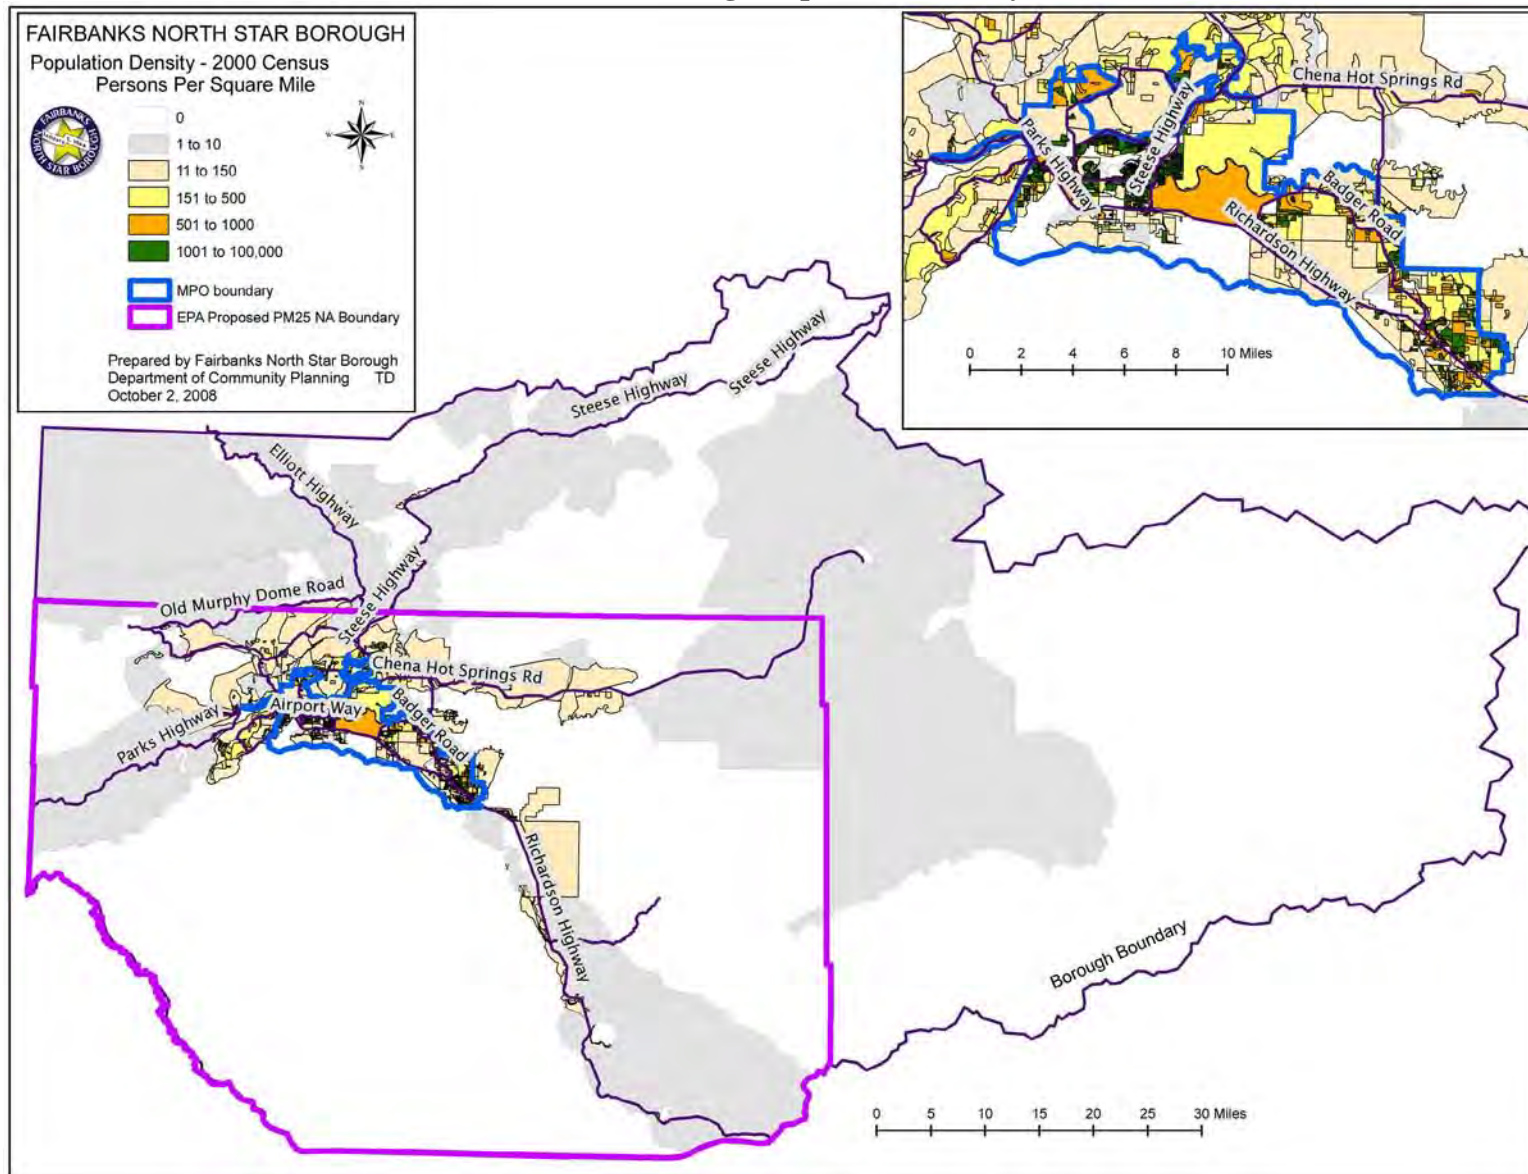 FAIRBANKS NORTH STAR BOROUGH
Population Density - 2000 Census
Persons Per Square Mile
0
1 to 10
11 to 150
151 to 500
501 to 1000
1001 to 100,000
MPO boundary
EPA Proposed PM25 NA Boundary
Prepared by Fairbanks North Star Borough
Department of Community Planning TD
October 2, 2008
FAIRBANKS
NORTH STAR BOROUGH
N
W
E
S
Chena Hot Springs Rd
Parks Highway
Steese Highway
Badger Road
Richardson Highway
0 2 4 6 8 10 Miles
Steese Highway
Steese Highway
Elliott Highway
Steese Highway
Old Murphy Dome Road
Chena Hot Springs Rd
Airport Way
Badger Road
Parks Highway
Richardson Highway
Borough Boundary
0 5 10 15 20 25 30 Miles